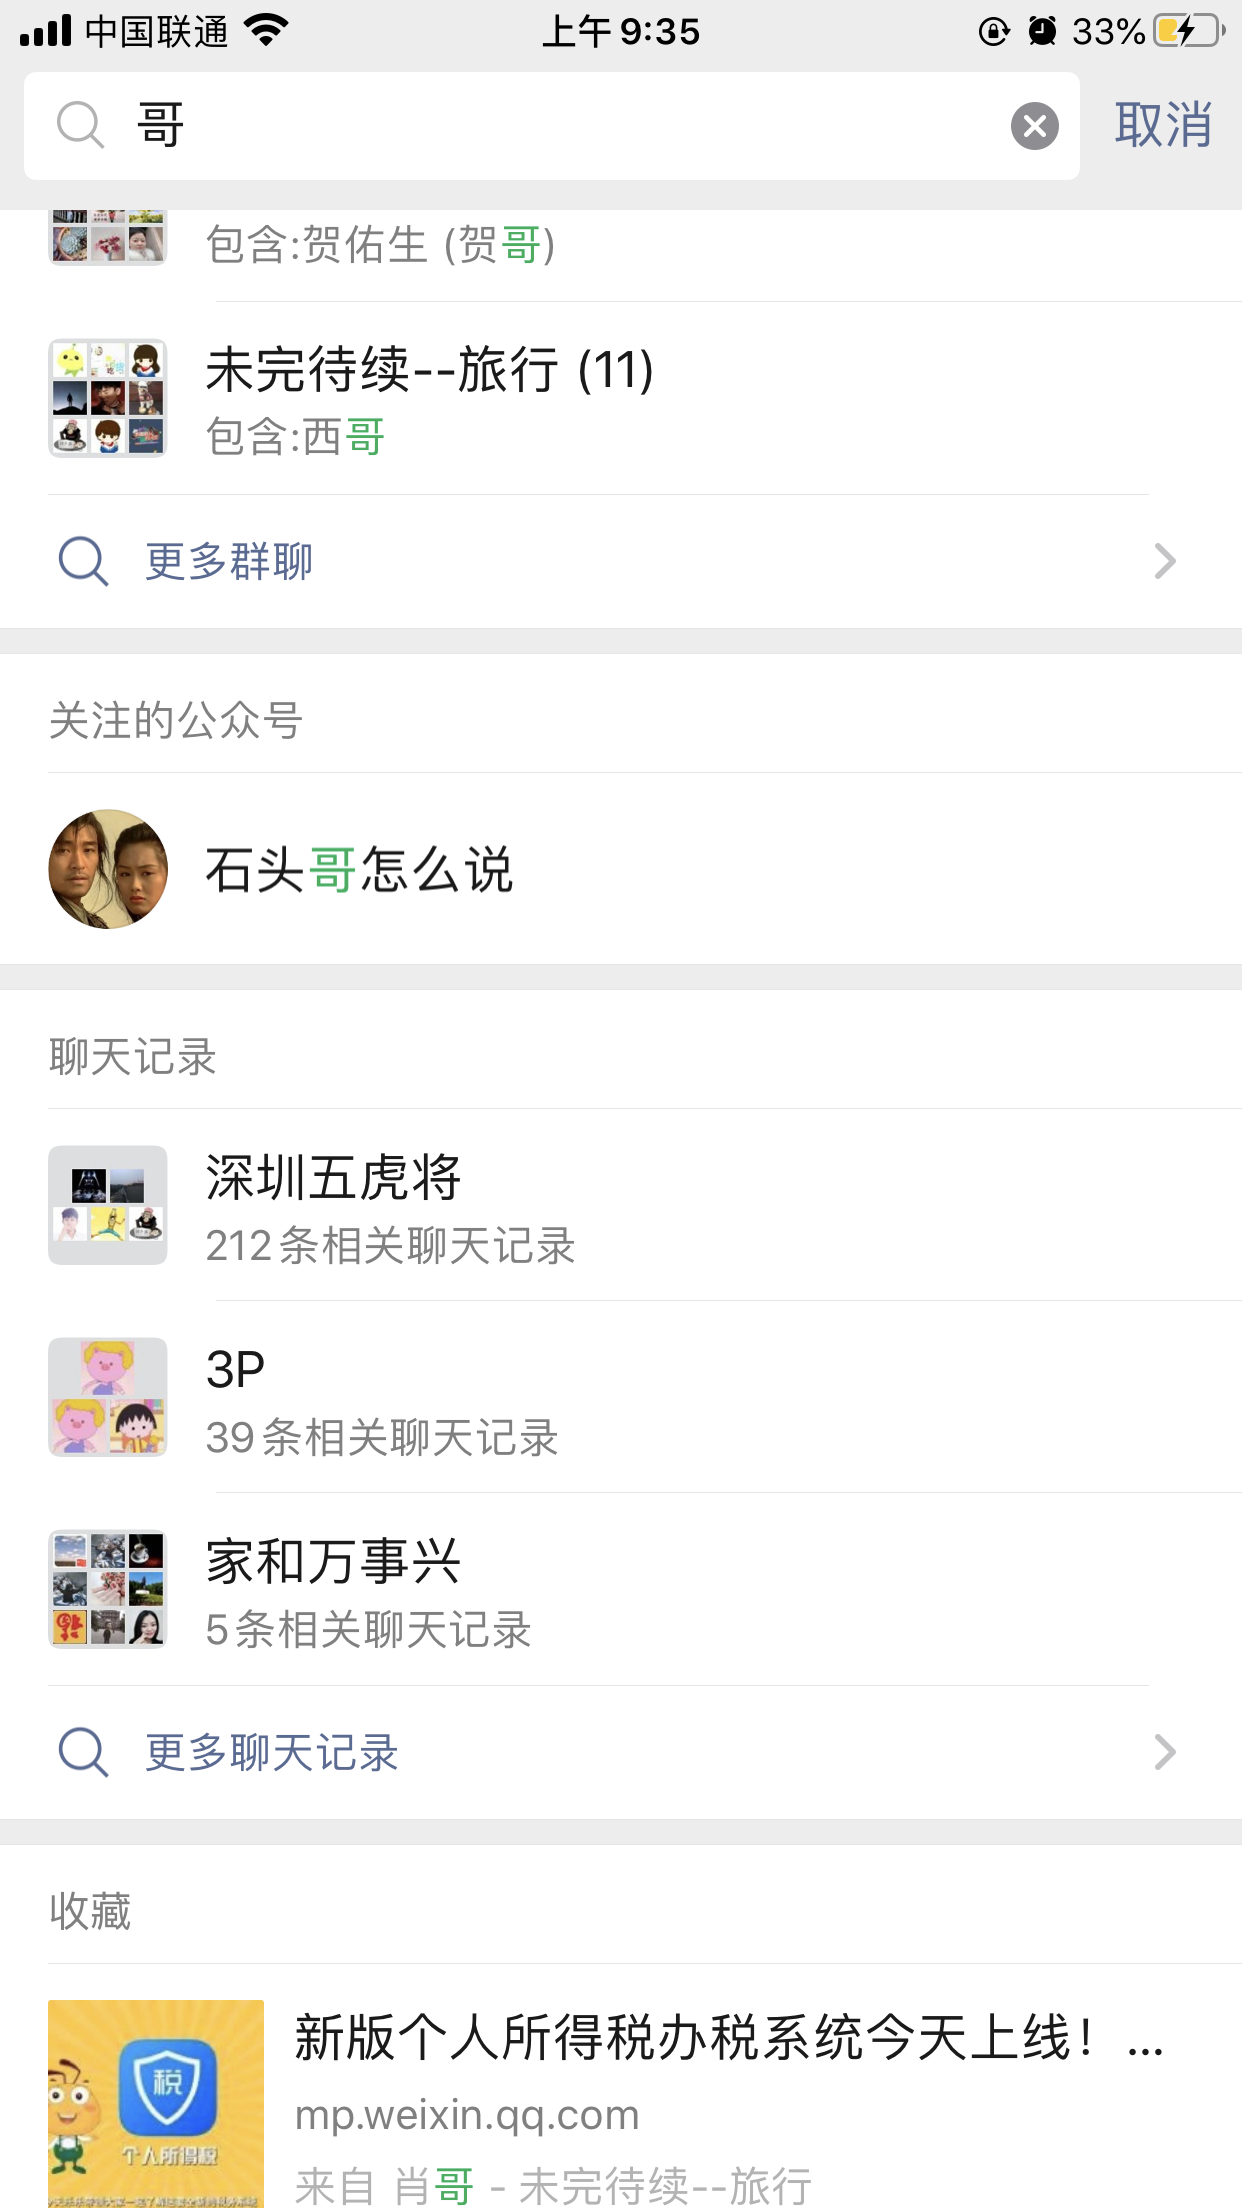 中国联通
上午 9:35
33%
哥
取消
包含:贺佑生 (贺哥)
未完待续--旅行 (11)
包含:西哥
更多群聊
关注的公众号
石头哥怎么说
聊天记录
深圳五虎将
212条相关聊天记录
3P
39条相关聊天记录
家和万事兴
5条相关聊天记录
更多聊天记录
收藏
新版个人所得税办税系统今天上线！...
税
个人所得税
mp.weixin.qq.com
来自 肖哥 - 未完待续--旅行